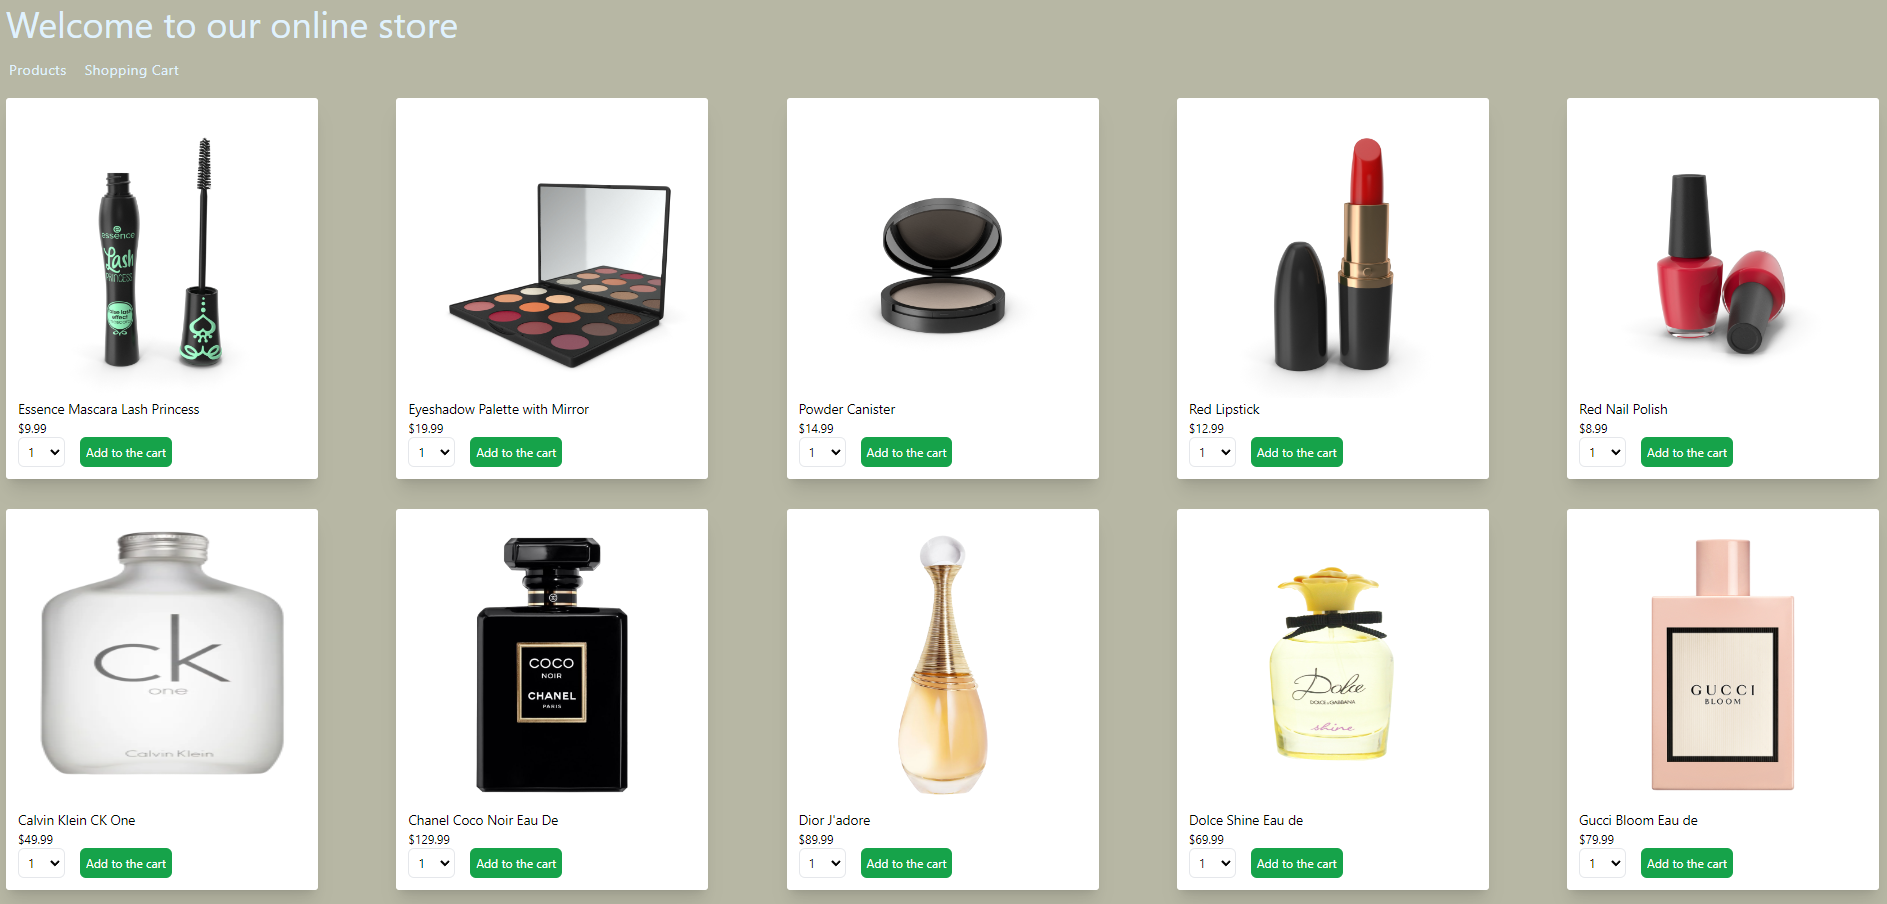 Welcome to our online store
Products Shopping Cart
essence
Lash
PRINCESS
false lash
effect
Essence Mascara Lash Princess
$9.99
1 Add to the cart
Eyeshadow Palette with Mirror
$19.99
1 Add to the cart
Powder Canister
$14.99
1 Add to the cart
Red Lipstick
$12.99
1 Add to the cart
Red Nail Polish
$8.99
1 Add to the cart
ck
one
Calvin Klein
Calvin Klein CK One
$49.99
1 Add to the cart
COCO
NOIR
CHANEL
PARIS
Chanel Coco Noir Eau De
$129.99
1 Add to the cart
Dior J'adore
$89.99
1 Add to the cart
Dolce
DOLCE & GABBANA
shine
Dolce Shine Eau de
$69.99
1 Add to the cart
GUCCI
BLOOM
Gucci Bloom Eau de
$79.99
1 Add to the cart